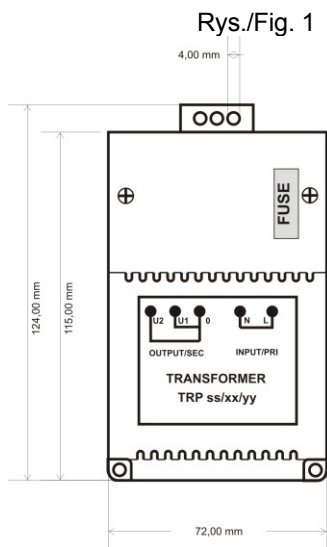 Rys./Fig. 1
4,00 mm
124,00 mm
115,00 mm
FUSE
U2 U1 0 N L
OUTPUT/SEC INPUT/PRI
TRANSFORMER
TRP ss/xx/yy
72,00 mm